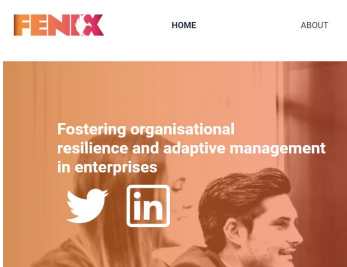 FENIX
HOME
ABOUT
Fostering organisational
resilience and adaptive management
in enterprises
in